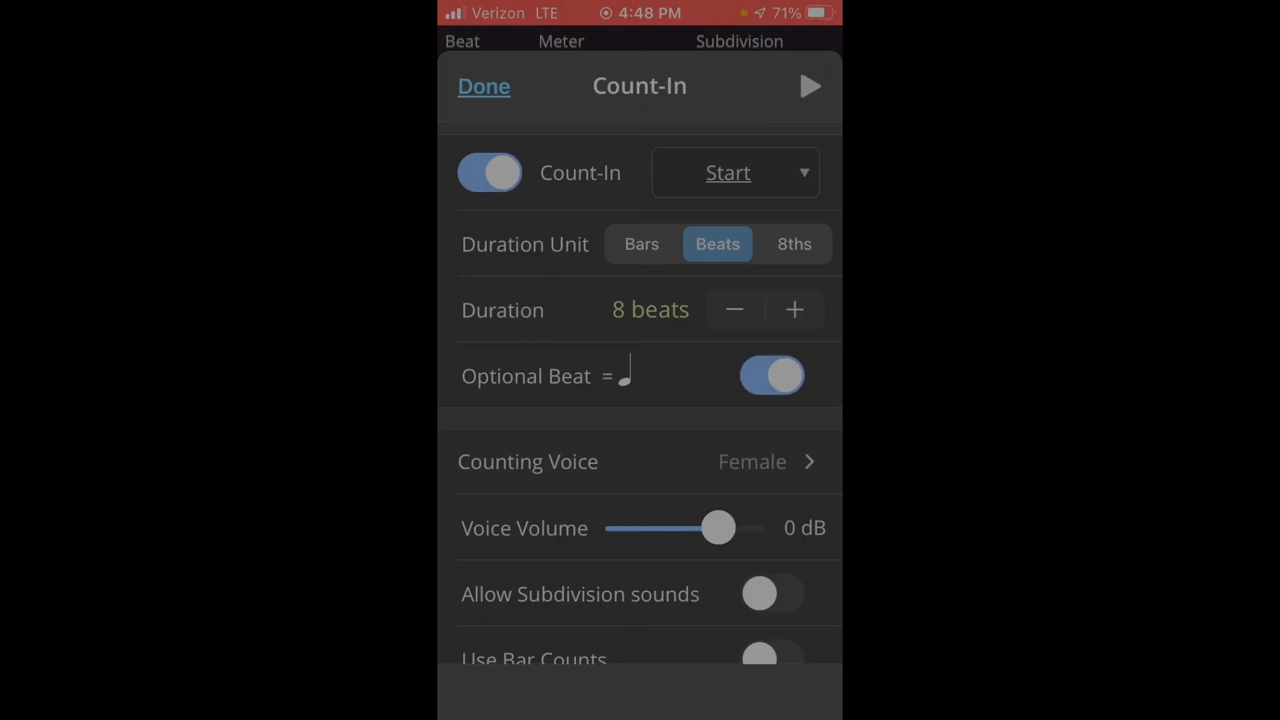 Verizon LTE 4:48 PM 71%
Beat Meter Subdivision
Done Count-In
Count-In Start
Duration Unit Bars Beats 8ths
Duration 8 beats − +
Optional Beat = ♩
Counting Voice Female
Voice Volume 0 dB
Allow Subdivision sounds
Use Bar Counts